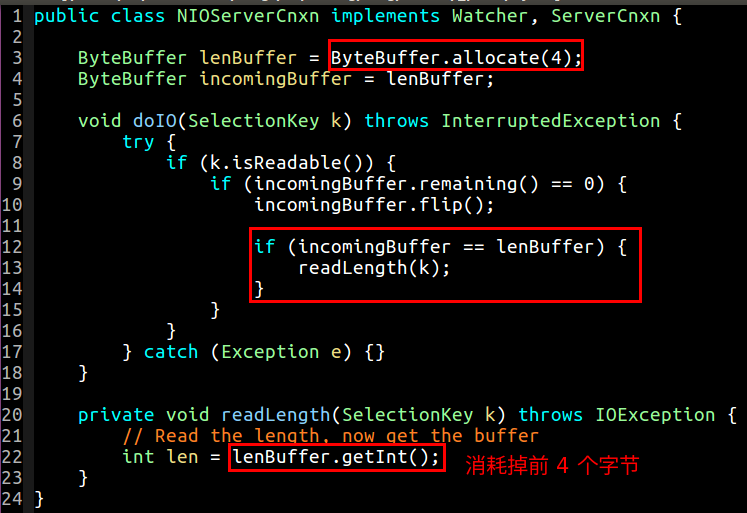 1 public class NIOServerCnxn implements Watcher, ServerCnxn {
2
3     ByteBuffer lenBuffer = ByteBuffer.allocate(4);
4     ByteBuffer incomingBuffer = lenBuffer;
5
6     void doIO(SelectionKey k) throws InterruptedException {
7         try {
8             if (k.isReadable()) {
9                 if (incomingBuffer.remaining() == 0) {
10                     incomingBuffer.flip();
11
12                     if (incomingBuffer == lenBuffer) {
13                         readLength(k);
14                     }
15                 }
16             }
17         } catch (Exception e) {}
18     }
19
20     private void readLength(SelectionKey k) throws IOException {
21         // Read the length, now get the buffer
22         int len = lenBuffer.getInt(); 消耗掉前 4 个字节
23     }
24 }